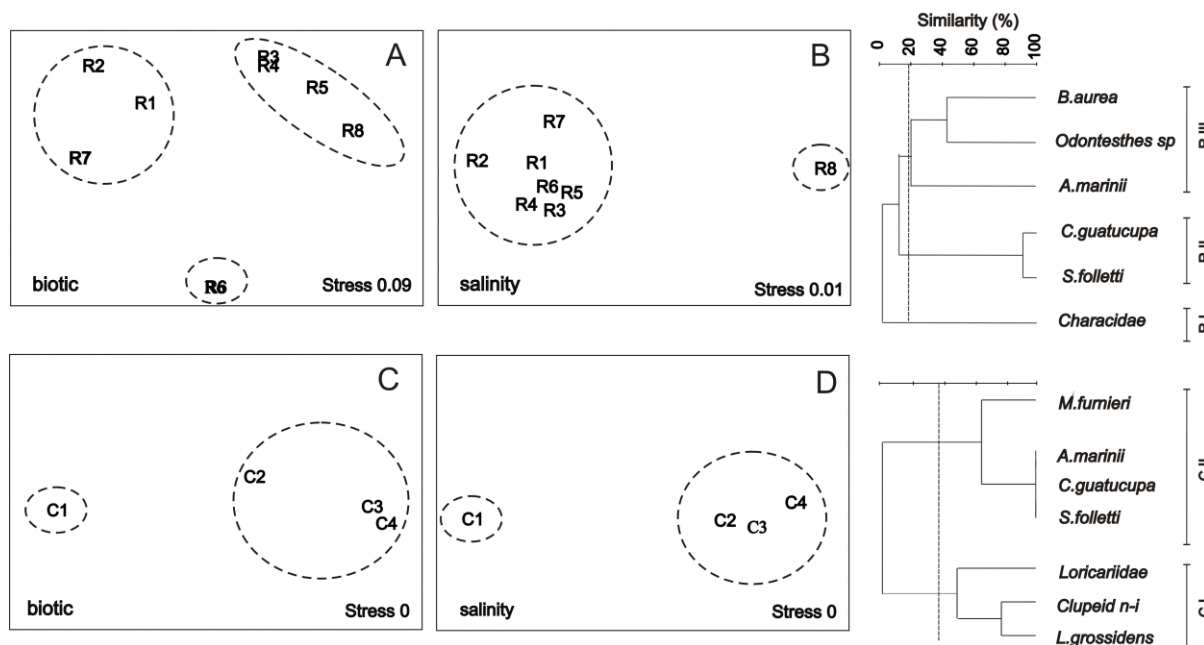 A
R2
R1
R7
R3
R4
R5
R8
R6
biotic
Stress 0.09
B
R7
R2
R1
R6
R5
R4
R3
R8
salinity
Stress 0.01
Similarity (%)
0 20 40 60 80 100
B.aurea
Odontesthes sp
A.marinii
R III
C.guatucupa
S.folletti
R II
Characidae
R I
C
C1
C2
C3
C4
biotic
Stress 0
D
C1
C2
C3
C4
salinity
Stress 0
M.furnieri
A.marinii
C.guatucupa
S.folletti
C II
Loricariidae
Clupeid n-i
L.grossidens
C I